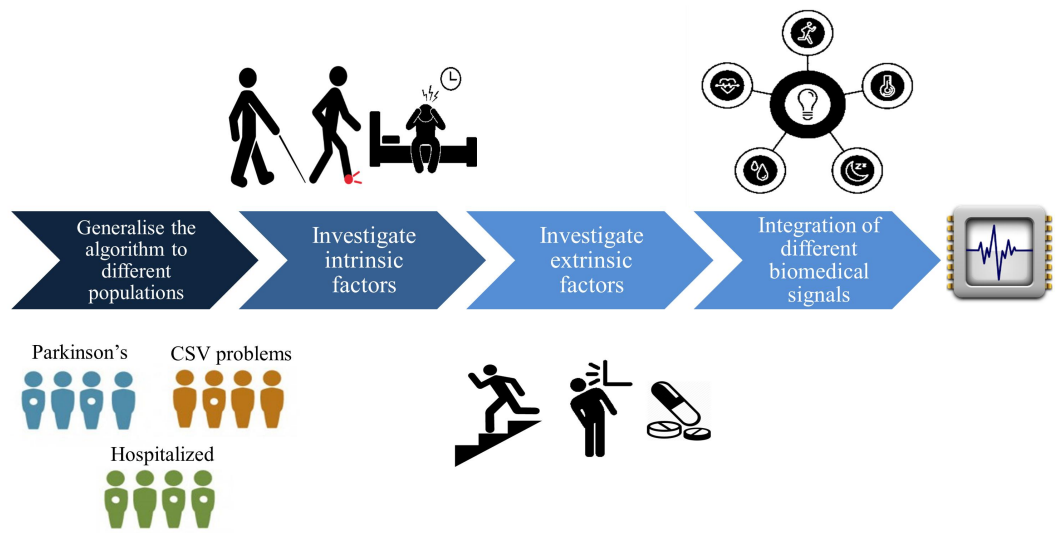 Generalise the
algorithm to
different
populations
Investigate
intrinsic
factors
Investigate
extrinsic
factors
Integration of
different
biomedical
signals
Parkinson's
CSV problems
Hospitalized